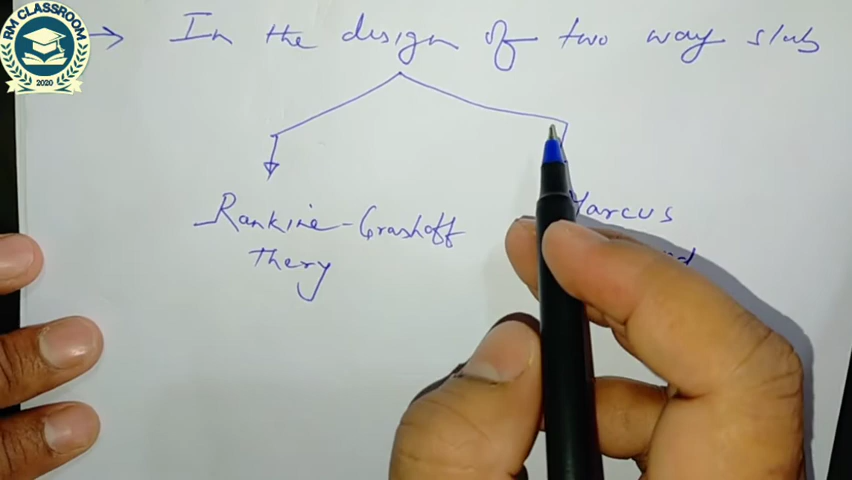 RM CLASSROOM
2020
→ In the design of two way slab
Rankine-Grashoff
thery
Marcus